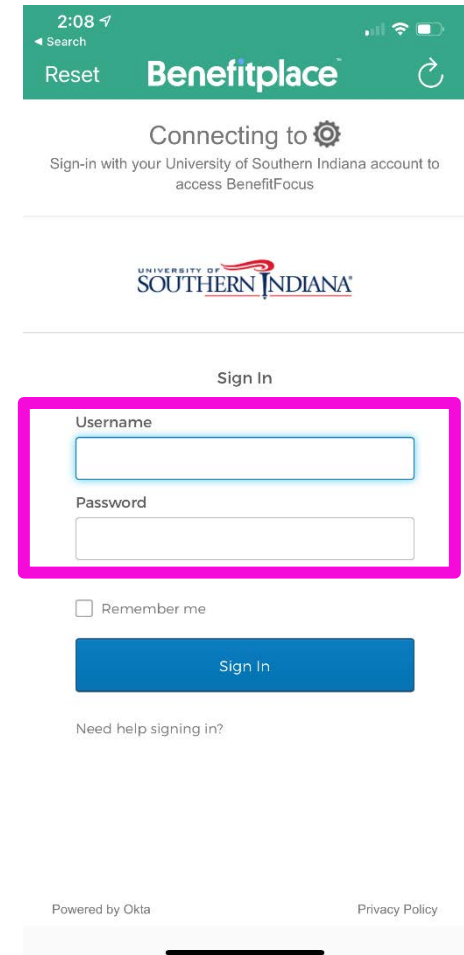 2:08
◄ Search
Reset Benefitplace™
Connecting to
Sign-in with your University of Southern Indiana account to
access BenefitFocus
UNIVERSITY OF
SOUTHERN INDIANA®
Sign In
Username
Password
Remember me
Sign In
Need help signing in?
Powered by Okta Privacy Policy